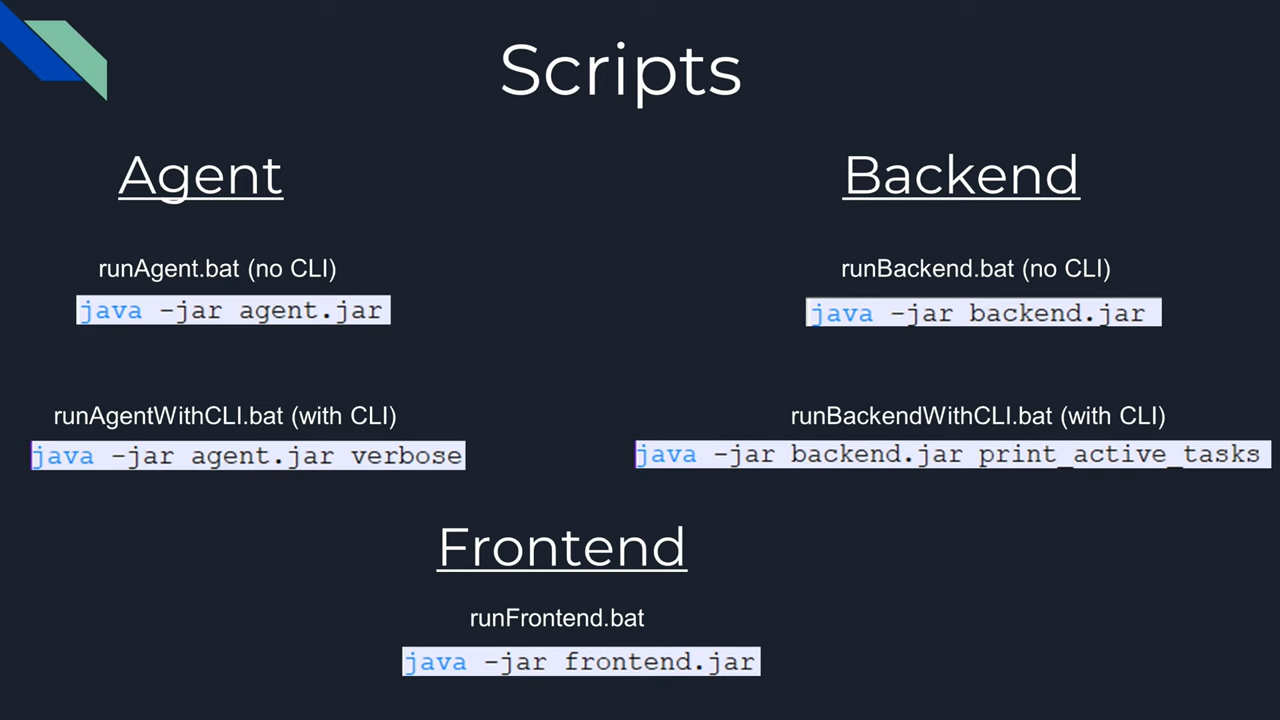 Scripts
Agent
runAgent.bat (no CLI)
java -jar agent.jar
runAgentWithCLI.bat (with CLI)
java -jar agent.jar verbose
Backend
runBackend.bat (no CLI)
java -jar backend.jar
runBackendWithCLI.bat (with CLI)
java -jar backend.jar print_active_tasks
Frontend
runFrontend.bat
java -jar frontend.jar